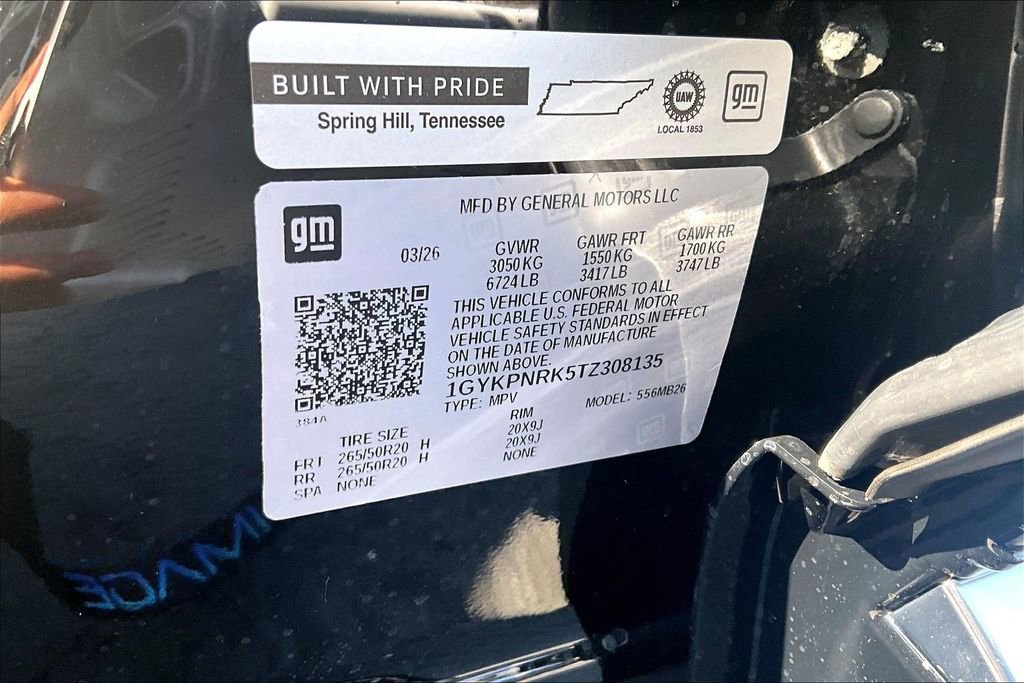 BUILT WITH PRIDE
Spring Hill, Tennessee
UAW
LOCAL 1853
gm
MFD BY GENERAL MOTORS LLC
gm
03/26
GVWR
3050 KG
6724 LB
GAWR FRT
1550 KG
3417 LB
GAWR RR
1700 KG
3747 LB
THIS VEHICLE CONFORMS TO ALL
APPLICABLE U.S. FEDERAL MOTOR
VEHICLE SAFETY STANDARDS IN EFFECT
ON THE DATE OF MANUFACTURE
SHOWN ABOVE.
1GYKPNRK5TZ308135
TYPE: MPV MODEL: 556MB26
384A
TIRE SIZE RIM
FRT 265/50R20 H 20X9J
RR 265/50R20 H 20X9J
SPA NONE NONE